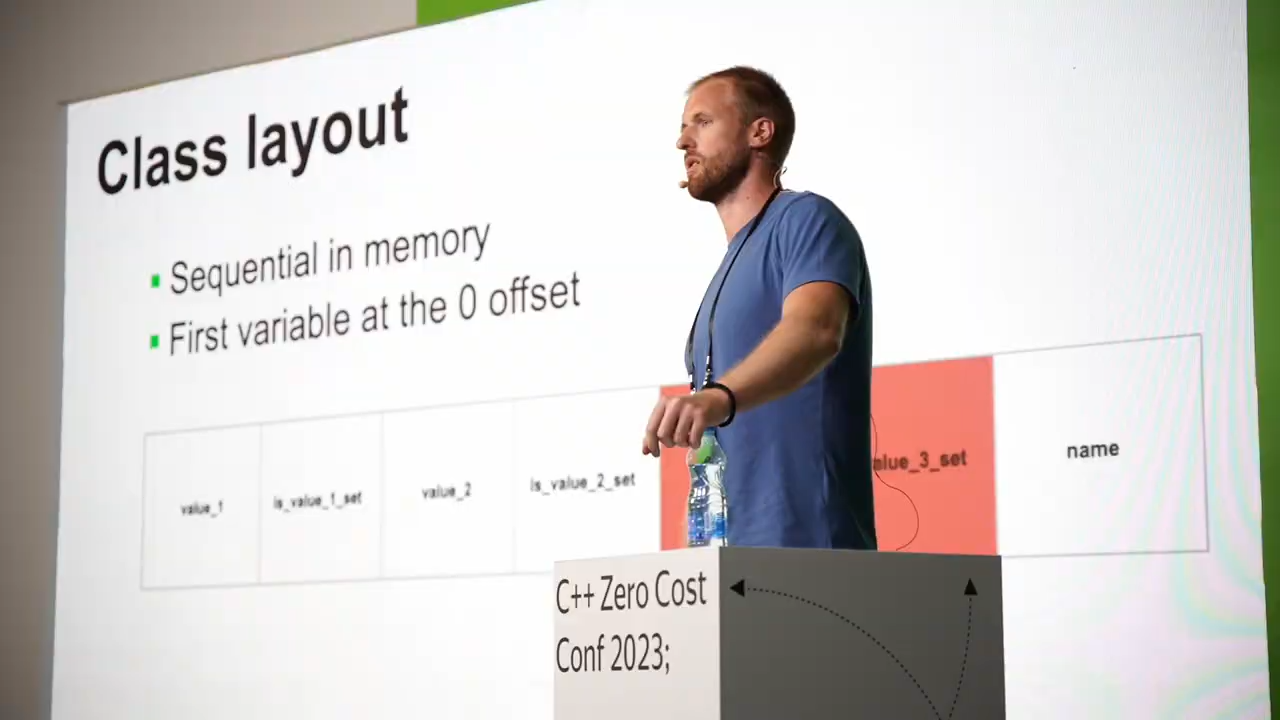 Class layout
Sequential in memory
First variable at the 0 offset
value_1 is_value_1_set value_2 is_value_2_set value_3_set name
C++ Zero Cost
Conf 2023;